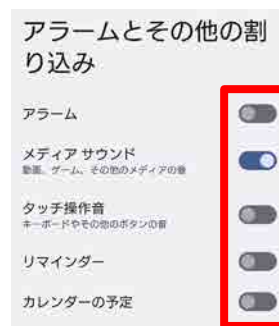 アラームとその他の割
り込み
アラーム
メディア サウンド
動画、ゲーム、その他のメディアの音
タッチ操作音
キーボードやその他のボタンの音
リマインダー
カレンダーの予定